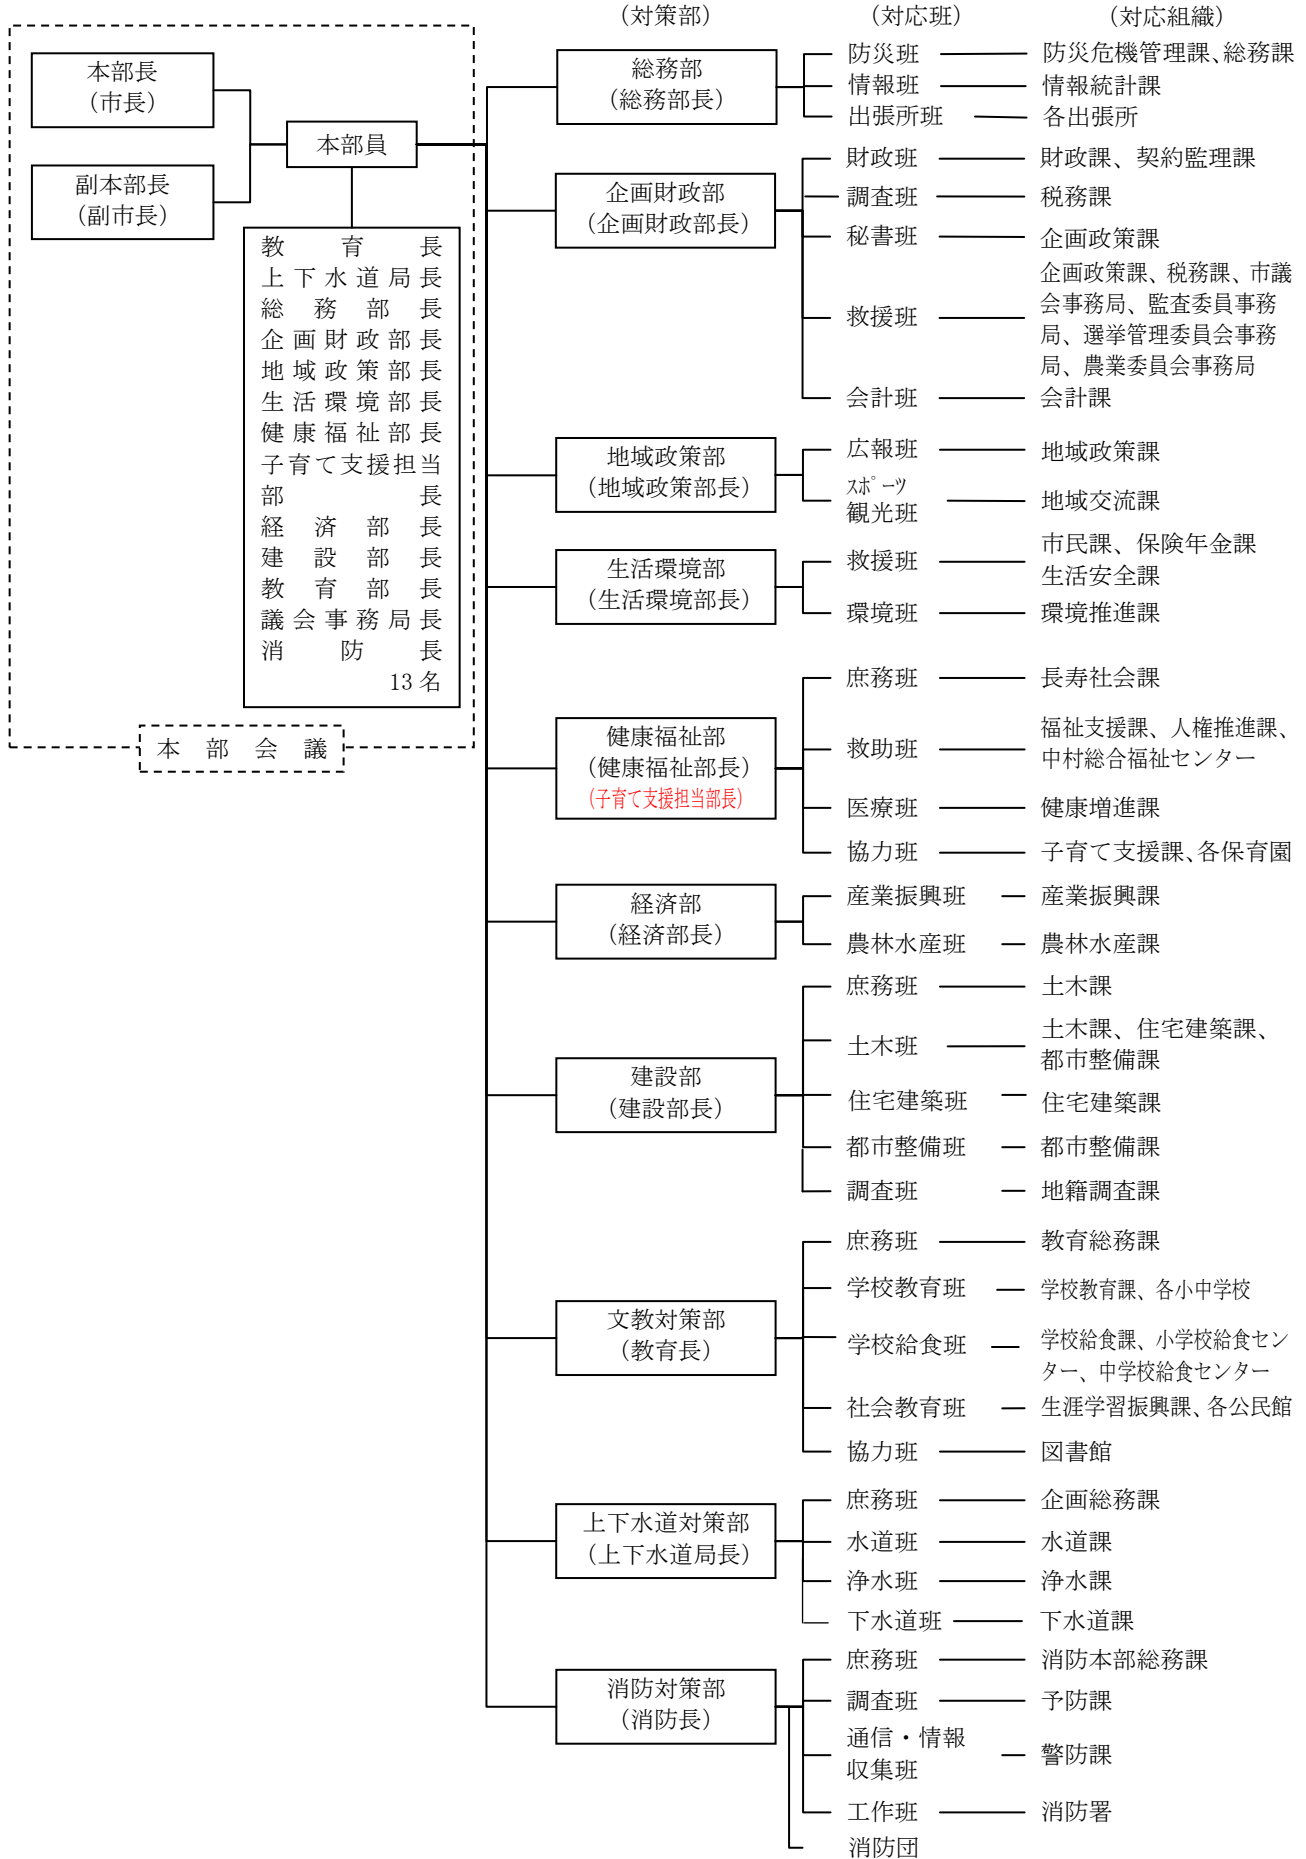 (対策部)
(対応班)
(対応組織)
本部長
(市長)
副本部長
(副市長)
本部員
教育長
上下水道局長
総務部長
企画財政部長
地域政策部長
生活環境部長
健康福祉部長
子育て支援担当
部長
経済部長
建設部長
教育部長
議会事務局長
消防長
13名
本部会議
総務部
(総務部長)
防災班
防災危機管理課、総務課
情報班
情報統計課
出張所班
各出張所
企画財政部
(企画財政部長)
財政班
財政課、契約監理課
調査班
税務課
秘書班
企画政策課
救援班
企画政策課、税務課、市議
会事務局、監査委員事務
局、選挙管理委員会事務
局、農業委員会事務局
会計班
会計課
地域政策部
(地域政策部長)
広報班
地域政策課
スポーツ
観光班
地域交流課
生活環境部
(生活環境部長)
救援班
市民課、保険年金課
生活安全課
環境班
環境推進課
健康福祉部
(健康福祉部長)
(子育て支援担当部長)
庶務班
長寿社会課
救助班
福祉支援課、人権推進課、
中村総合福祉センター
医療班
健康増進課
協力班
子育て支援課、各保育園
経済部
(経済部長)
産業振興班
産業振興課
農林水産班
農林水産課
建設部
(建設部長)
庶務班
土木課
土木班
土木課、住宅建築課、
都市整備課
住宅建築班
住宅建築課
都市整備班
都市整備課
調査班
地籍調査課
文教対策部
(教育長)
庶務班
教育総務課
学校教育班
学校教育課、各小中学校
学校給食班
学校給食課、小学校給食セン
ター、中学校給食センター
社会教育班
生涯学習振興課、各公民館
協力班
図書館
上下水道対策部
(上下水道局長)
庶務班
企画総務課
水道班
水道課
浄水班
浄水課
下水道班
下水道課
消防対策部
(消防長)
庶務班
消防本部総務課
調査班
予防課
通信・情報
収集班
警防課
工作班
消防署
消防団